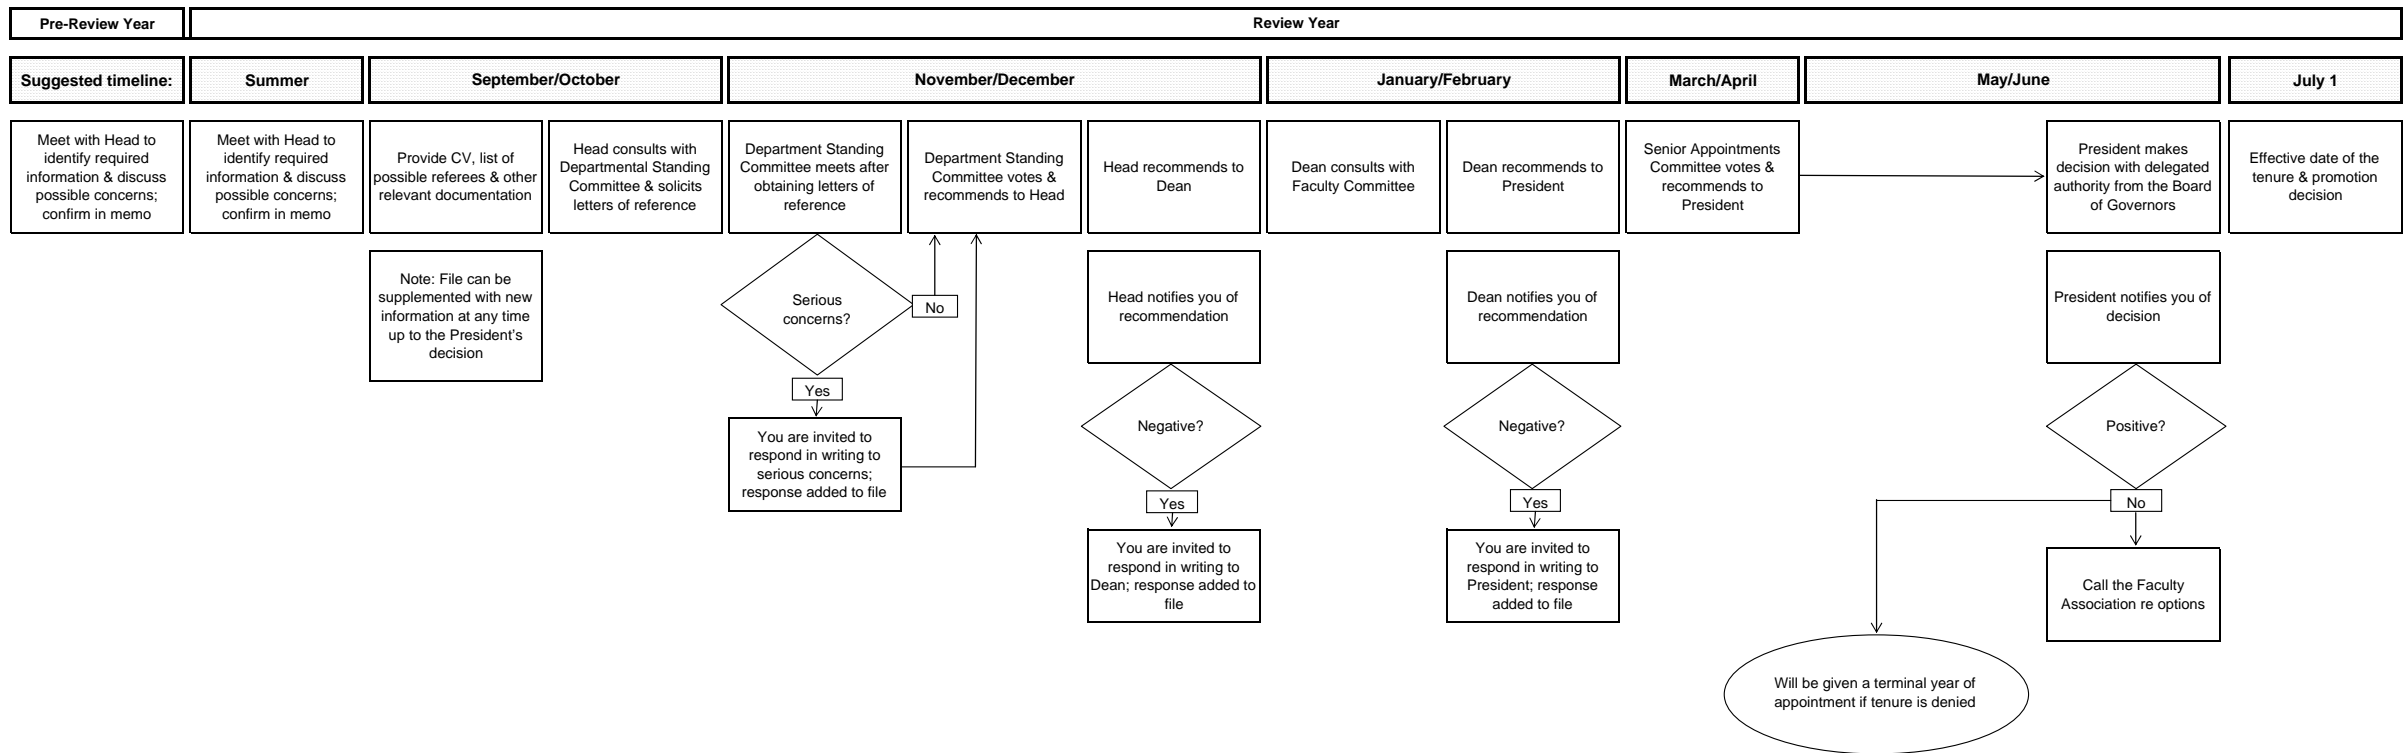 Pre-Review Year
Review Year
Suggested timeline:
Summer
September/October
November/December
January/February
March/April
May/June
July 1
Meet with Head to
identify required
information & discuss
possible concerns;
confirm in memo
Meet with Head to
identify required
information & discuss
possible concerns;
confirm in memo
Provide CV, list of
possible referees & other
relevant documentation
Head consults with
Departmental Standing
Committee & solicits
letters of reference
Department Standing
Committee meets after
obtaining letters of
reference
Department Standing
Committee votes &
recommends to Head
Head recommends to
Dean
Dean consults with
Faculty Committee
Dean recommends to
President
Senior Appointments
Committee votes &
recommends to
President
President makes
decision with delegated
authority from the Board
of Governors
Effective date of the
tenure & promotion
decision
Note: File can be
supplemented with new
information at any time
up to the President's
decision
Serious
concerns?
No
Yes
You are invited to
respond in writing to
serious concerns;
response added to file
Head notifies you of
recommendation
Negative?
Yes
You are invited to
respond in writing to
Dean; response added to
file
Dean notifies you of
recommendation
Negative?
Yes
You are invited to
respond in writing to
President; response
added to file
President notifies you of
decision
Positive?
No
Call the Faculty
Association re options
Will be given a terminal year of
appointment if tenure is denied